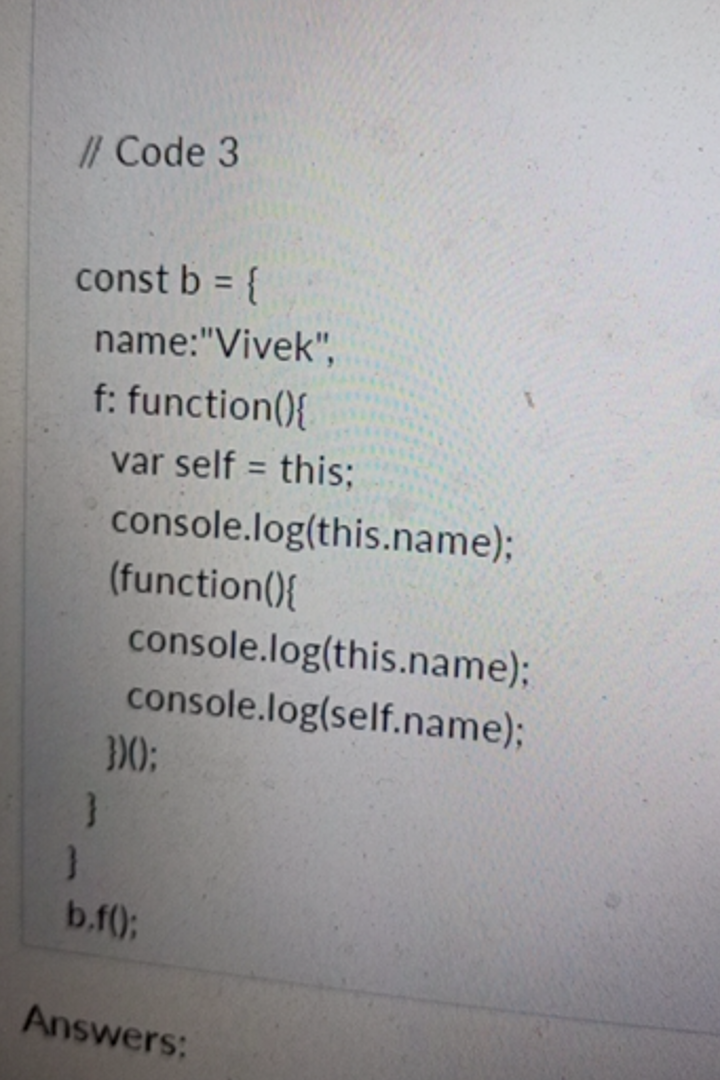 // Code 3
const b = {
name:"Vivek",
f: function(){
var self = this;
console.log(this.name);
(function(){
console.log(this.name);
console.log(self.name);
})();
}
}
b.f();
Answers: